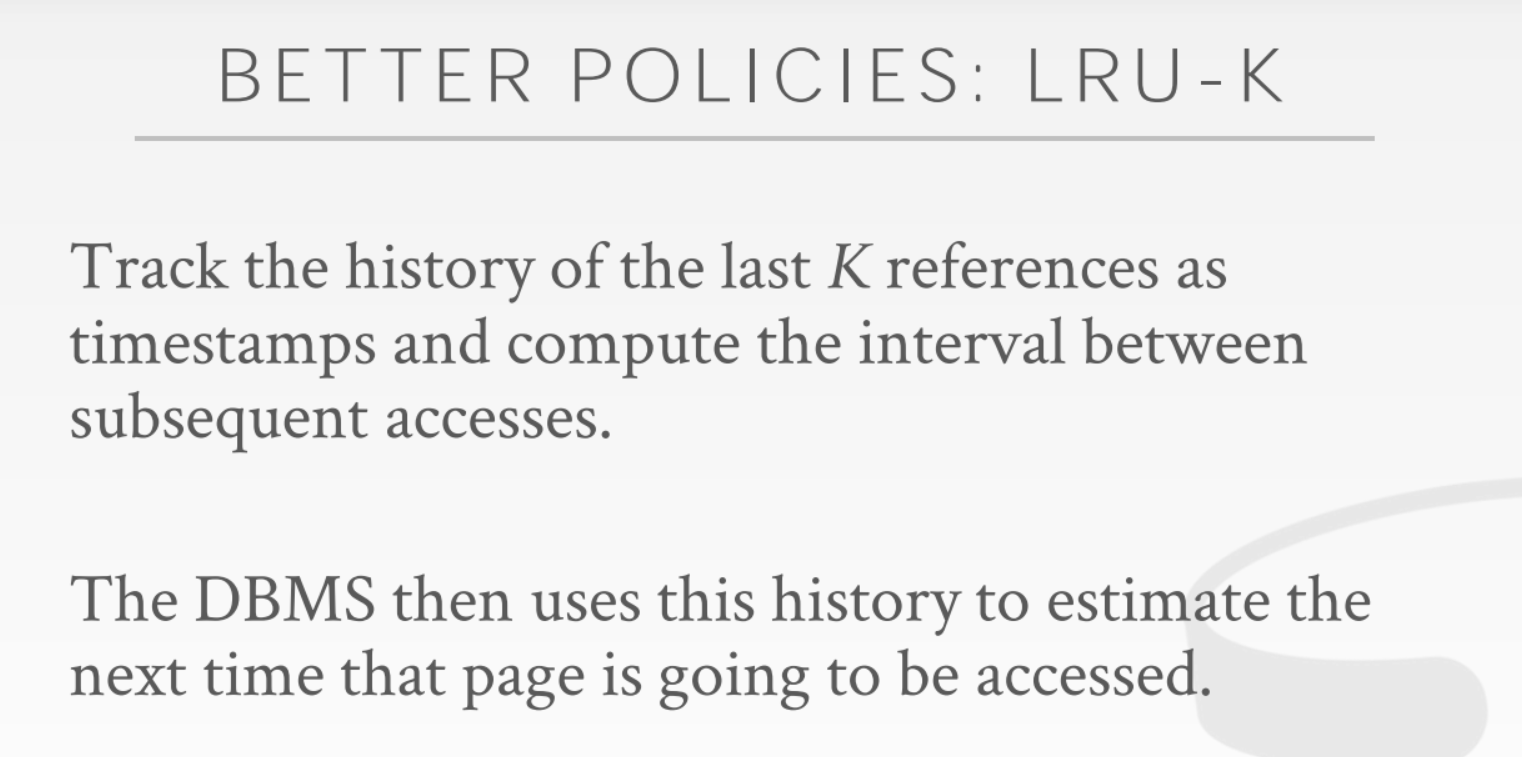 BETTER POLICIES: LRU-K
Track the history of the last K references as
timestamps and compute the interval between
subsequent accesses.
The DBMS then uses this history to estimate the
next time that page is going to be accessed.